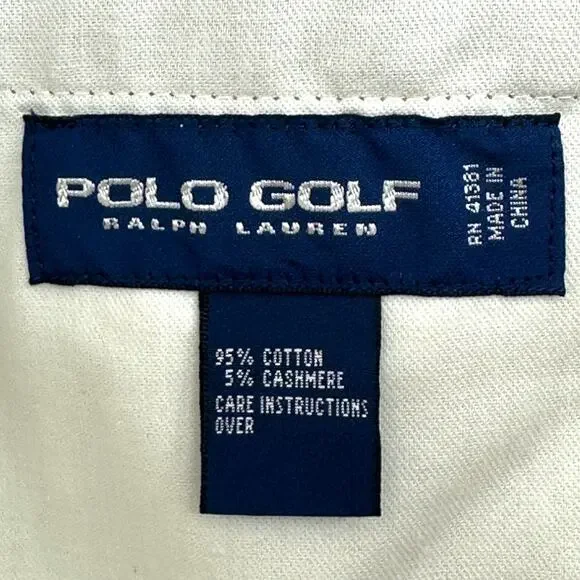 POLO GOLF
RALPH LAUREN
RN 41381
MADE IN
CHINA
95% COTTON
5% CASHMERE
CARE INSTRUCTIONS
OVER